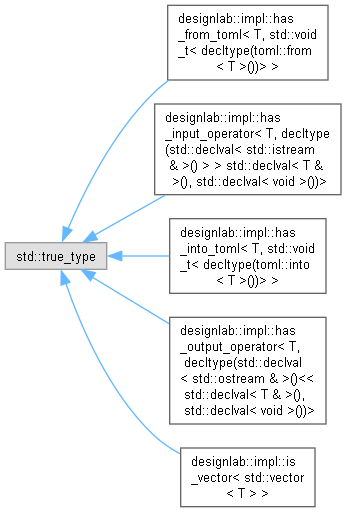 designlab::impl::has
_from_toml< T, std::void
_t< decltype(toml::from
< T >())> >
designlab::impl::has
_input_operator< T, decltype
(std::declval< std::istream
& >() > > std::declval< T &
>(), std::declval< void >())>
designlab::impl::has
_into_toml< T, std::void
_t< decltype(toml::into
< T >())> >
std::true_type
designlab::impl::has
_output_operator< T,
decltype(std::declval
< std::ostream & >()<<
std::declval< T & >(),
std::declval< void >())>
designlab::impl::is
_vector< std::vector
< T > >